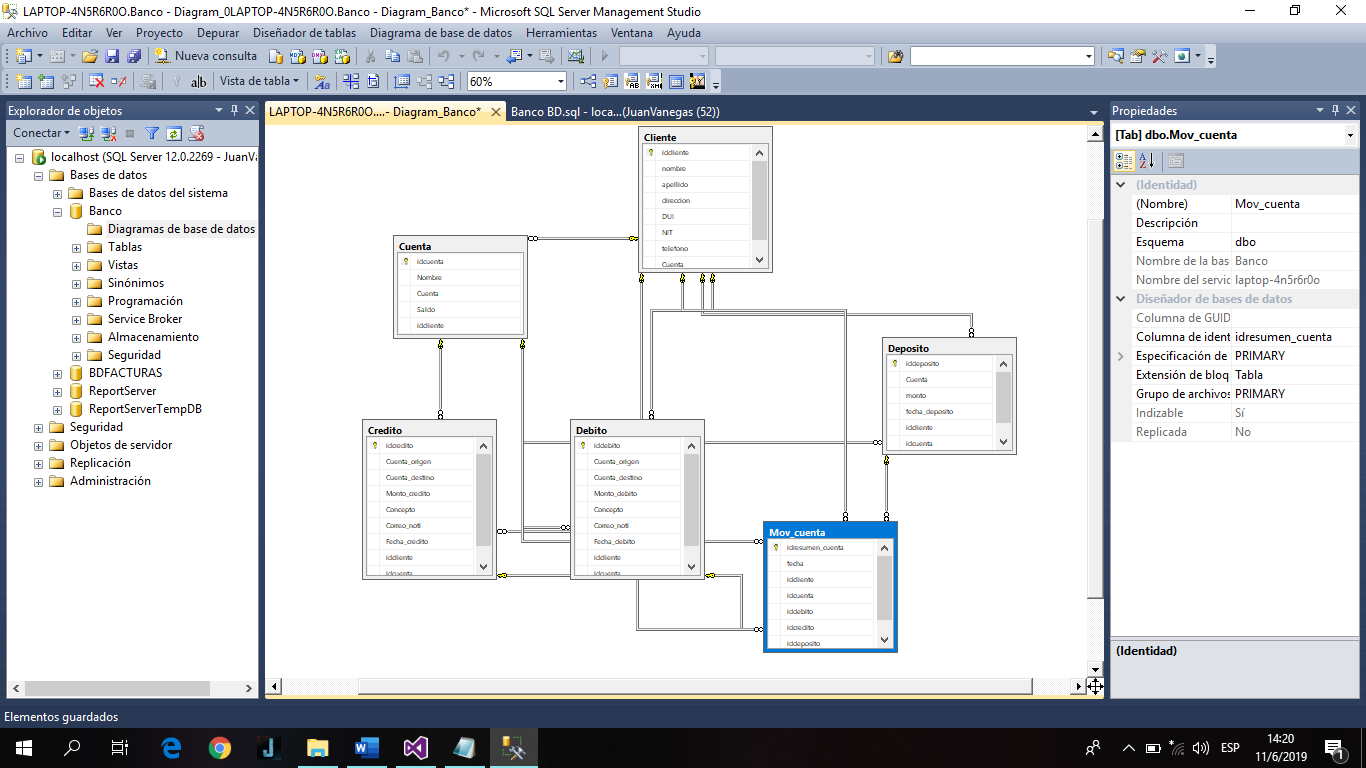 LAPTOP-4N5R6R0O.Banco - Diagram_0LAPTOP-4N5R6R0O.Banco - Diagram_Banco* - Microsoft SQL Server Management Studio
Archivo Editar Ver Proyecto Depurar Diseñador de tablas Diagrama de base de datos Herramientas Ventana Ayuda
Nueva consulta
Vista de tabla
60%
Explorador de objetos
Conectar
localhost (SQL Server 12.0.2269 - JuanVa
Bases de datos
Bases de datos del sistema
Banco
Diagramas de base de datos
Tablas
Vistas
Sinónimos
Programación
Service Broker
Almacenamiento
Seguridad
BDFACTURAS
ReportServer
ReportServerTempDB
Seguridad
Objetos de servidor
Replicación
Administración
LAPTOP-4N5R6R0O....- Diagram_Banco*
Banco BD.sql - loca...(JuanVanegas (52))
Cliente
idcliente
nombre
apellido
direccion
DUI
NIT
telefono
Cuenta
Cuenta
idcuenta
Nombre
Cuenta
Saldo
idcliente
Deposito
iddeposito
Cuenta
monto
fecha_deposito
idcliente
idcuenta
Credito
idcredito
Cuenta_origen
Cuenta_destino
Monto_credito
Concepto
Correo_noti
Fecha_credito
idcliente
idcuenta
Debito
iddebito
Cuenta_origen
Cuenta_destino
Monto_debito
Concepto
Correo_noti
Fecha_debito
idcliente
idcuenta
Mov_cuenta
idresumen_cuenta
fecha
idcliente
idcuenta
iddebito
idcredito
iddeposito
Propiedades
[Tab] dbo.Mov_cuenta
(Identidad)
(Nombre) Mov_cuenta
Descripción
Esquema dbo
Nombre de la bas Banco
Nombre del servic laptop-4n5r6r0o
Diseñador de bases de datos
Columna de GUID
Columna de ident idresumen_cuenta
Especificación de PRIMARY
Extensión de bloq Tabla
Grupo de archivos PRIMARY
Indizable Sí
Replicada No
(Identidad)
Elementos guardados
ESP
14:20
11/6/2019
1